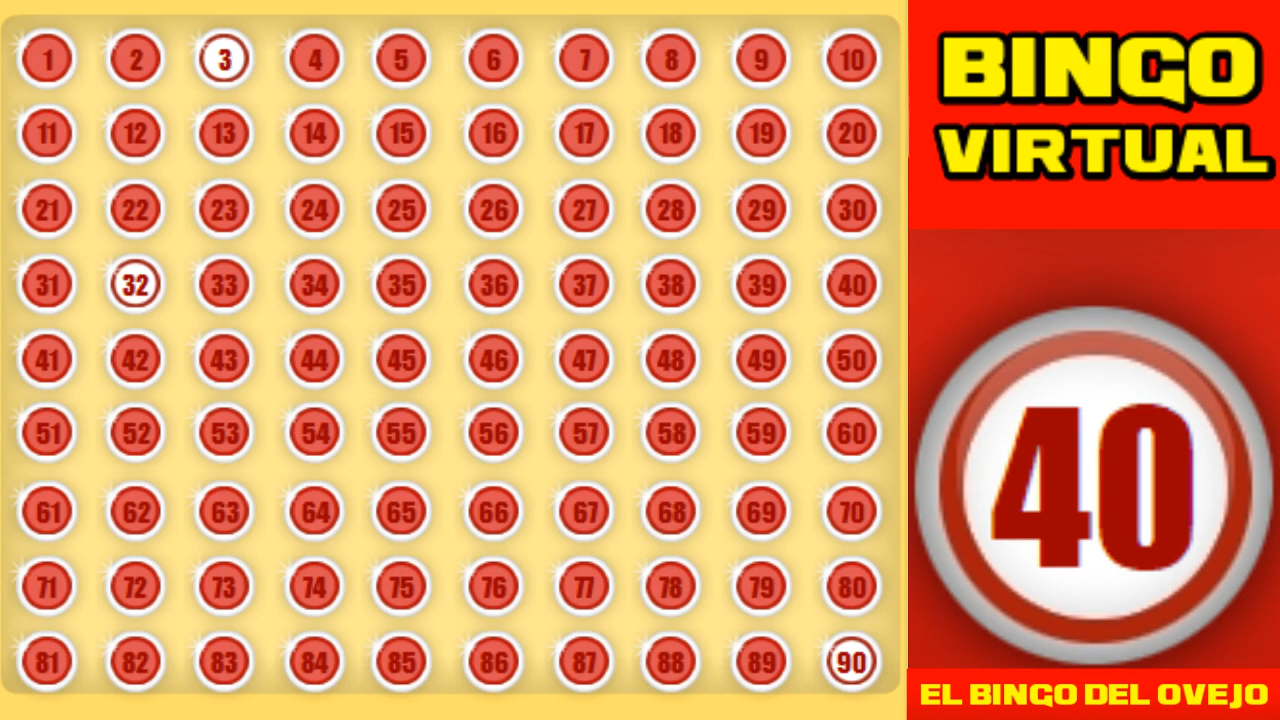 1 2 3 4 5 6 7 8 9 10
11 12 13 14 15 16 17 18 19 20
21 22 23 24 25 26 27 28 29 30
31 32 33 34 35 36 37 38 39 40
41 42 43 44 45 46 47 48 49 50
51 52 53 54 55 56 57 58 59 60
61 62 63 64 65 66 67 68 69 70
71 72 73 74 75 76 77 78 79 80
81 82 83 84 85 86 87 88 89 90
BINGO
VIRTUAL
40
EL BINGO DEL OVEJO